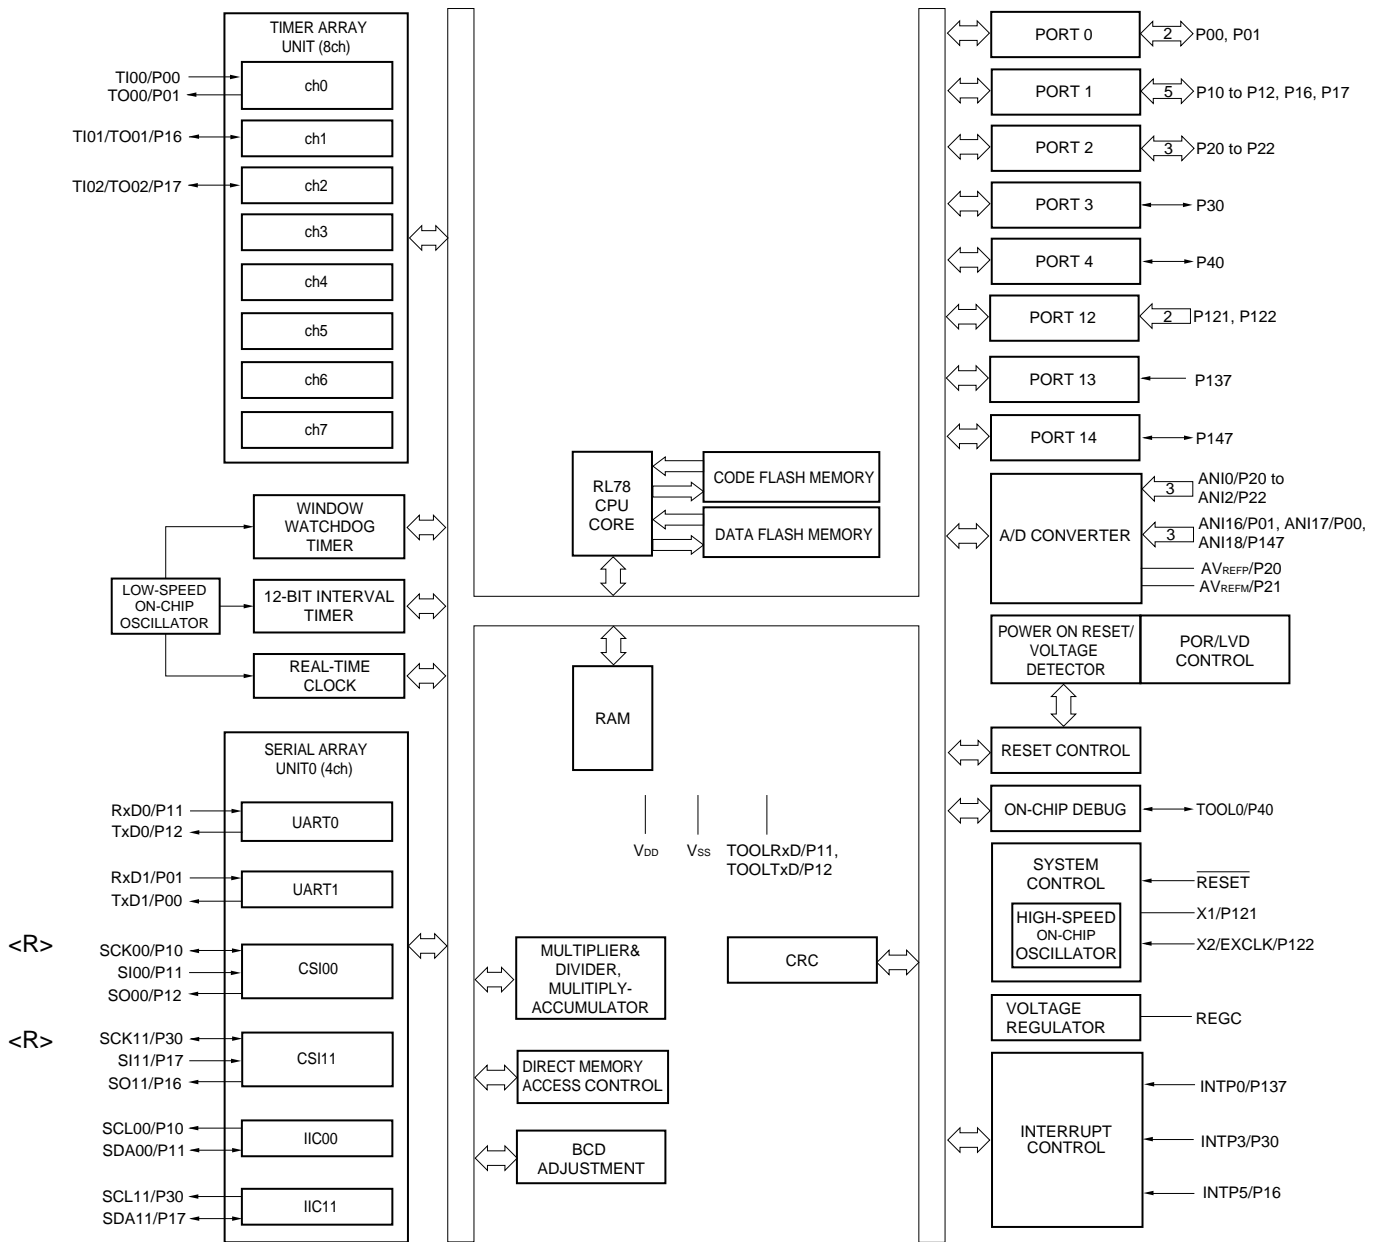 TIMER ARRAY
UNIT (8ch)
TI00/P00
TO00/P01
ch0
TI01/TO01/P16
ch1
TI02/TO02/P17
ch2
ch3
ch4
ch5
ch6
ch7
WINDOW
WATCHDOG
TIMER
LOW-SPEED
ON-CHIP
OSCILLATOR
12-BIT INTERVAL
TIMER
REAL-TIME
CLOCK
SERIAL ARRAY
UNIT0 (4ch)
RxD0/P11
TxD0/P12
UART0
RxD1/P01
TxD1/P00
UART1
<R>
SCK00/P10
SI00/P11
SO00/P12
CSI00
<R>
SCK11/P30
SI11/P17
SO11/P16
CSI11
SCL00/P10
SDA00/P11
IIC00
SCL11/P30
SDA11/P17
IIC11
RL78
CPU
CORE
CODE FLASH MEMORY
DATA FLASH MEMORY
RAM
VDD
VSS
TOOLRxD/P11,
TOOLTxD/P12
MULTIPLIER&
DIVIDER,
MULITIPLY-
ACCUMULATOR
CRC
DIRECT MEMORY
ACCESS CONTROL
BCD
ADJUSTMENT
PORT 0
2
P00, P01
PORT 1
5
P10 to P12, P16, P17
PORT 2
3
P20 to P22
PORT 3
P30
PORT 4
P40
PORT 12
2
P121, P122
PORT 13
P137
PORT 14
P147
A/D CONVERTER
3
ANI0/P20 to
ANI2/P22
3
ANI16/P01, ANI17/P00,
ANI18/P147
AVREFP/P20
AVREFM/P21
POWER ON RESET/
VOLTAGE
DETECTOR
POR/LVD
CONTROL
RESET CONTROL
ON-CHIP DEBUG
TOOL0/P40
SYSTEM
CONTROL
RESET
HIGH-SPEED
ON-CHIP
OSCILLATOR
X1/P121
X2/EXCLK/P122
VOLTAGE
REGULATOR
REGC
INTERRUPT
CONTROL
INTP0/P137
INTP3/P30
INTP5/P16